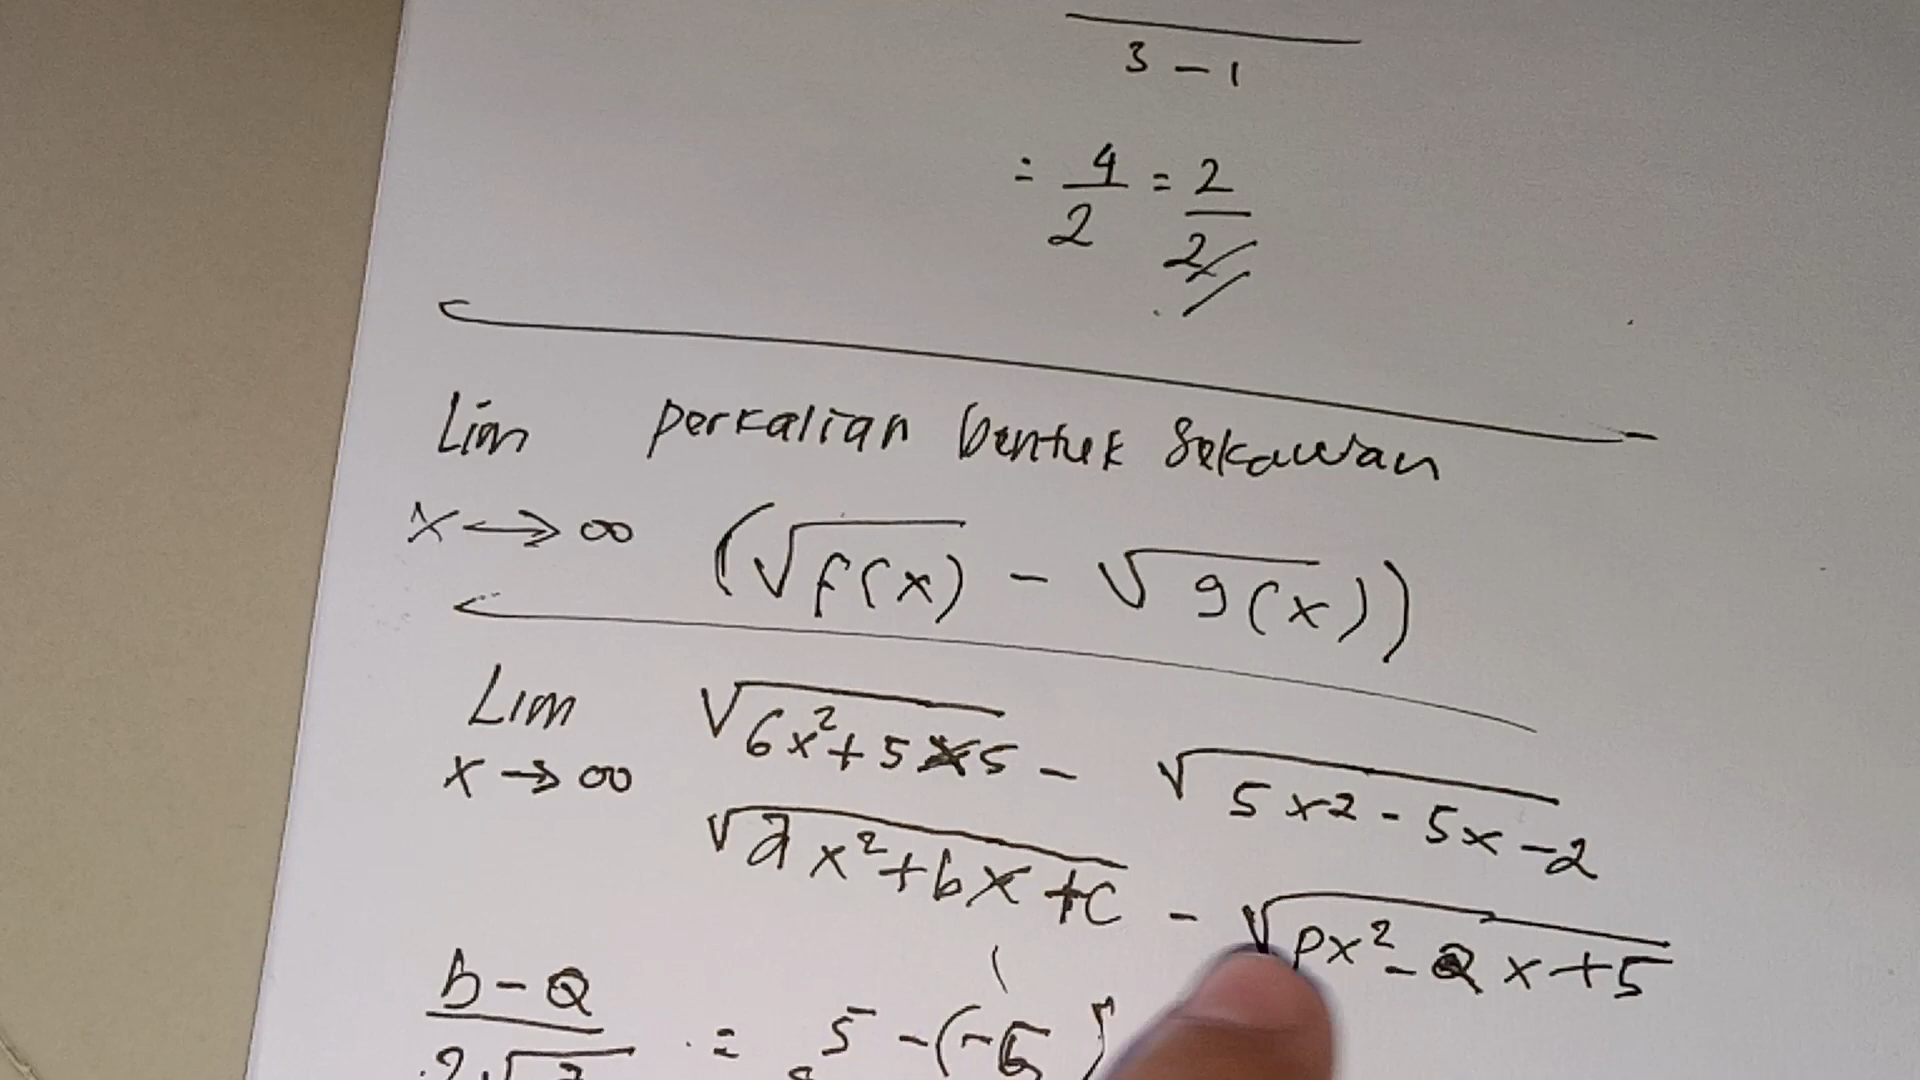 3 - 1
= 4/2 = 2/2
Lim perkalian bentuk sekawan
x → ∞ (√f(x) - √g(x))
Lim √6x²+5x5 - √5x2-5x-2
x → ∞
√ax²+bx+c - √px²-Qx+5
b-Q = 5-(-5)
2√